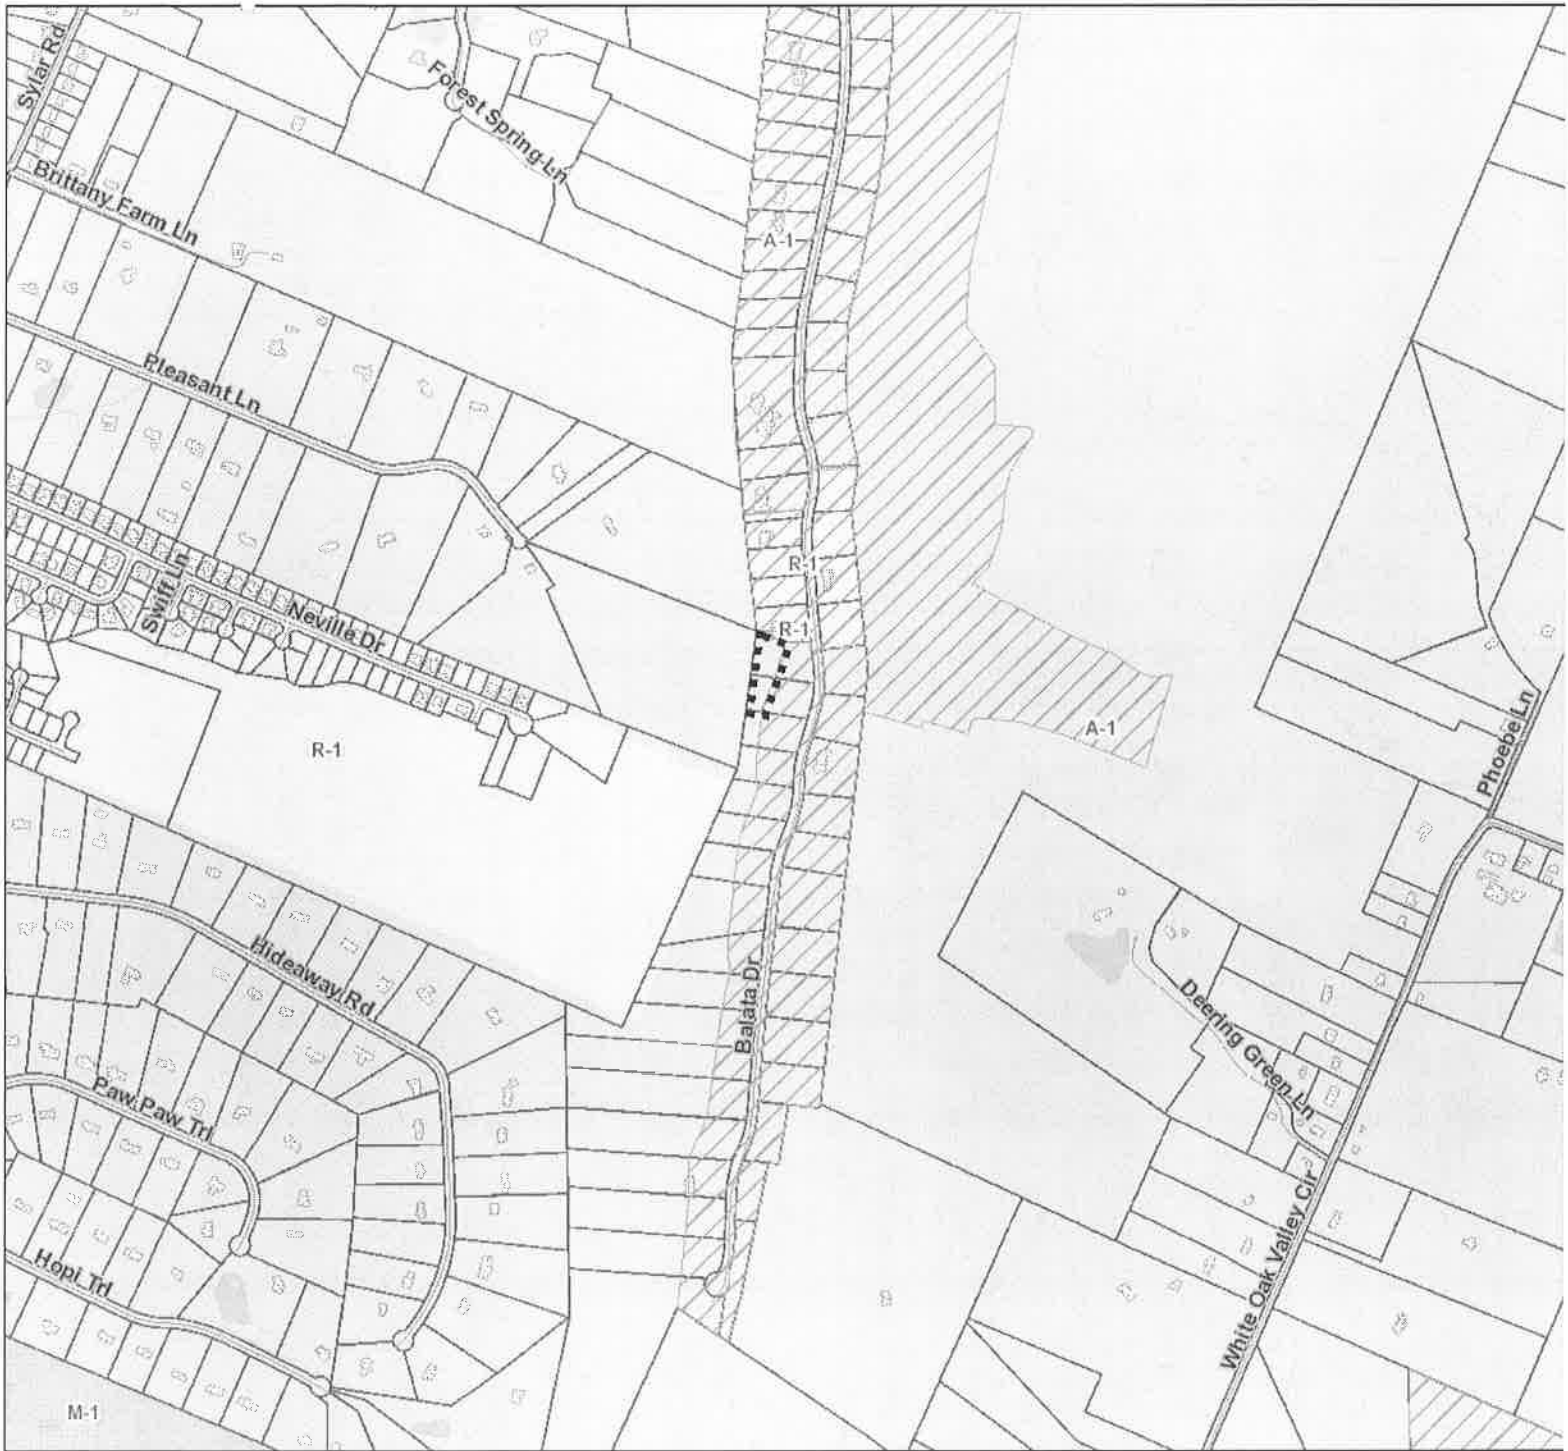 Sylar Rd
Forest Spring Ln
Brittany Farm Ln
A-1
Pleasant Ln
R-1
Swift Ln
Neville Dr
R-1
R-1
A-1
Phoebe Ln
Hideaway Rd
Balata Dr
Deering Green Ln
Paw Paw Trl
White Oak Valley Cir
Hopi Trl
M-1